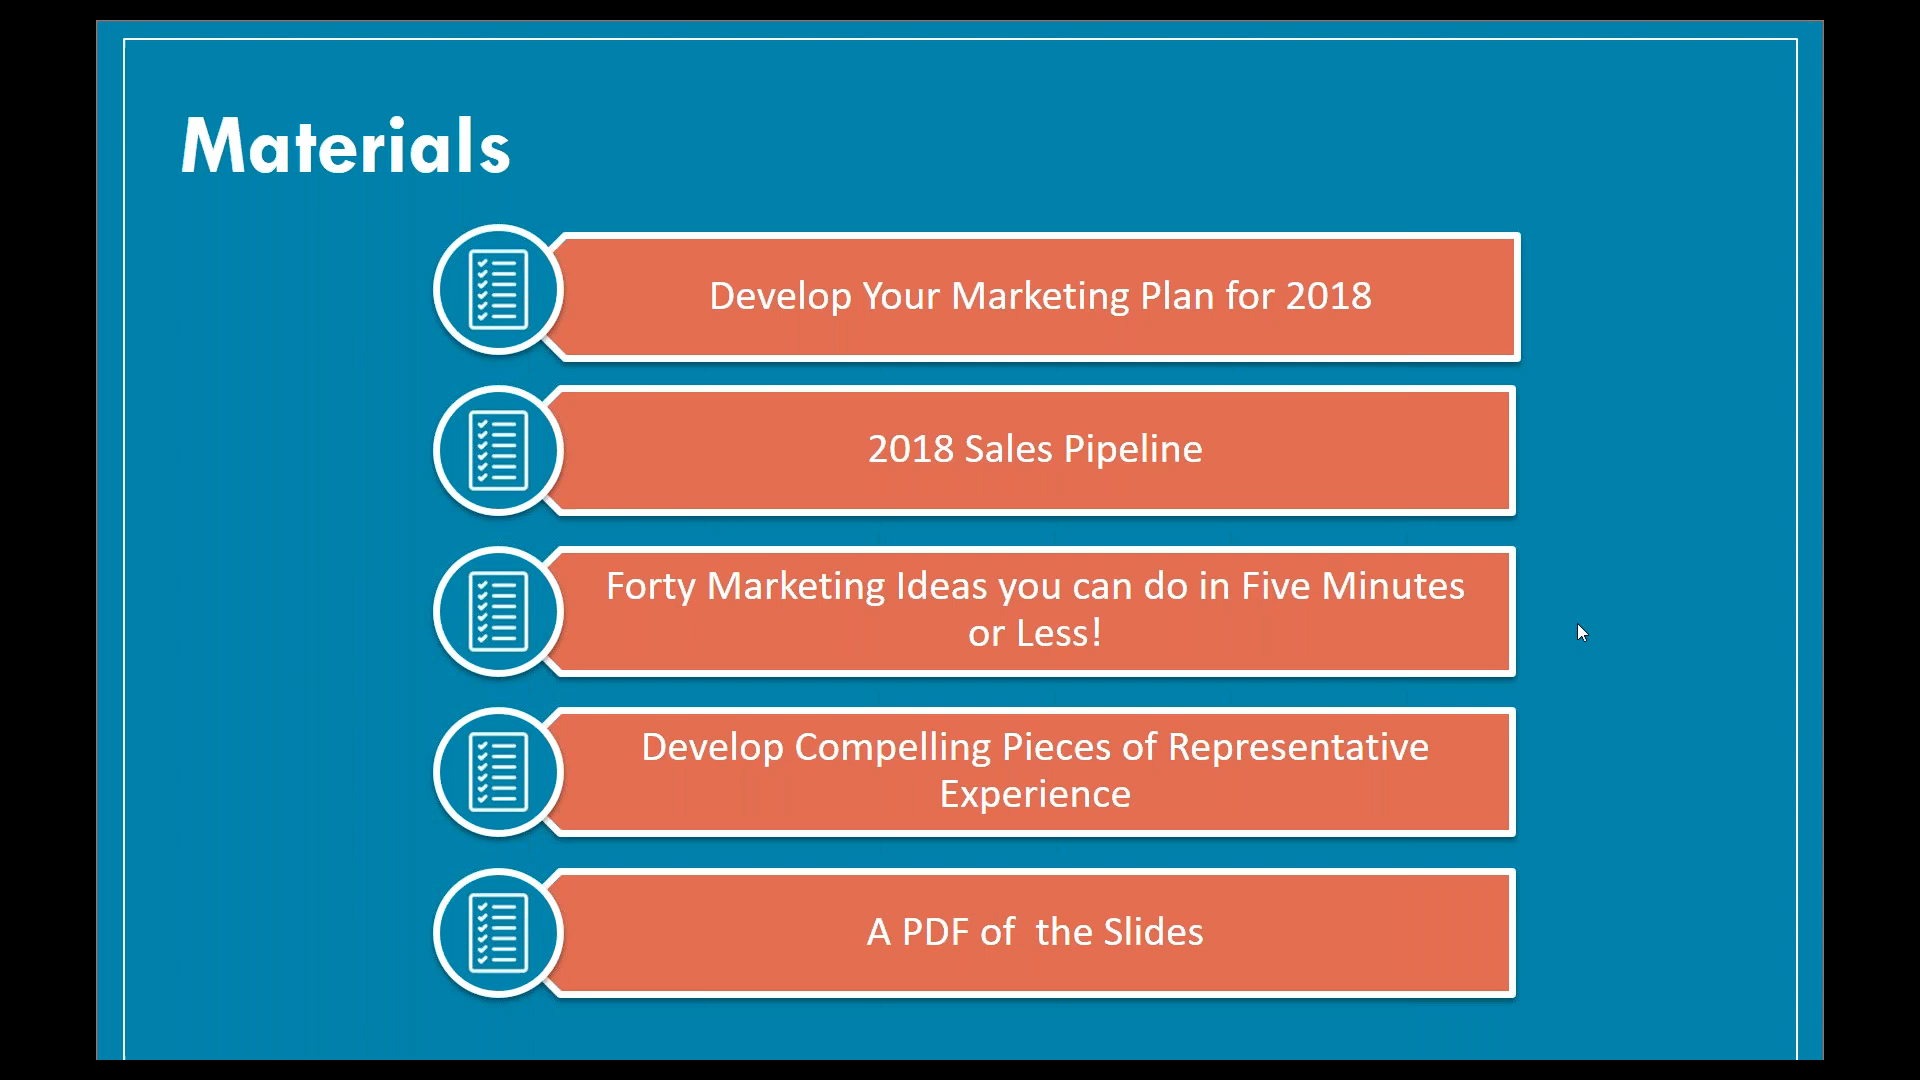 Materials
Develop Your Marketing Plan for 2018
2018 Sales Pipeline
Forty Marketing Ideas you can do in Five Minutes
or Less!
Develop Compelling Pieces of Representative
Experience
A PDF of  the Slides